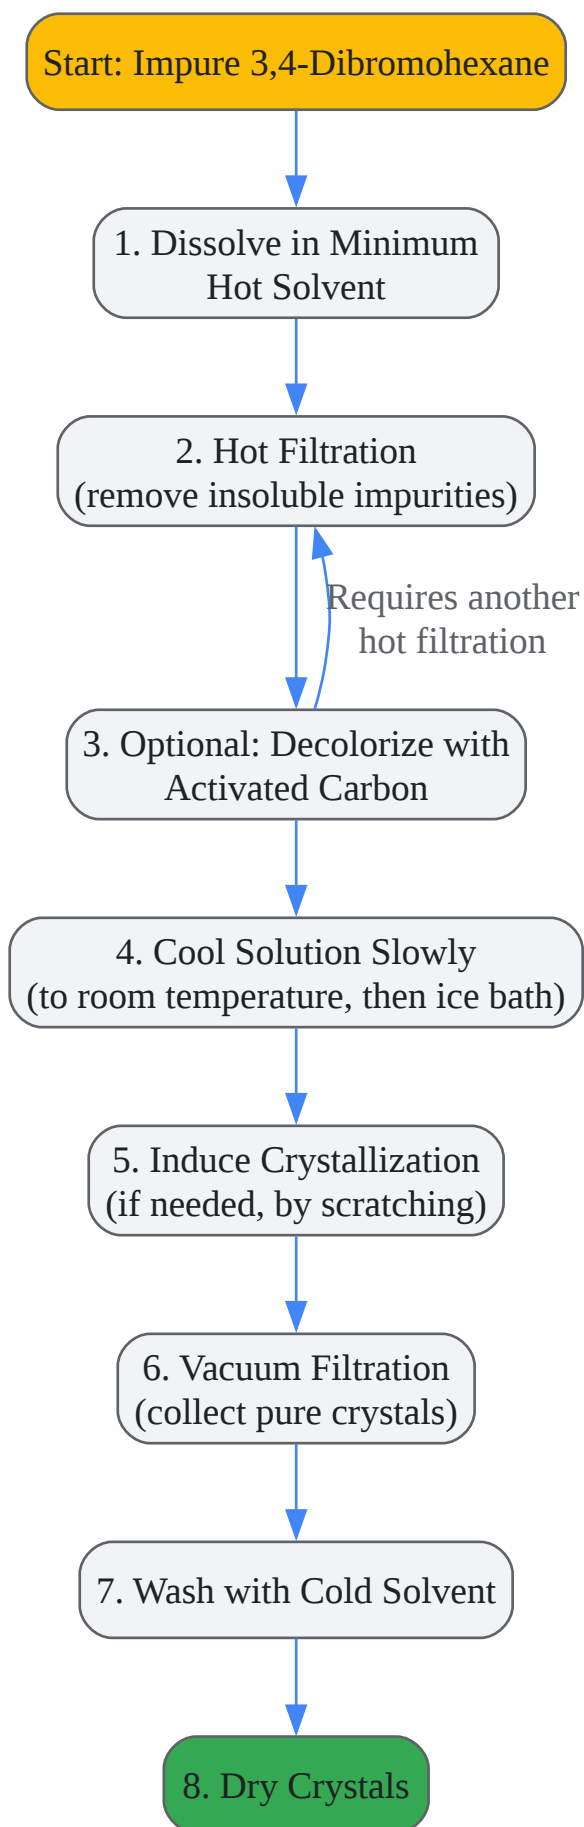 Start: Impure 3,4-Dibromohexane
1. Dissolve in Minimum
Hot Solvent
2. Hot Filtration
(remove insoluble impurities)
Requires another
hot filtration
3. Optional: Decolorize with
Activated Carbon
4. Cool Solution Slowly
(to room temperature, then ice bath)
5. Induce Crystallization
(if needed, by scratching)
6. Vacuum Filtration
(collect pure crystals)
7. Wash with Cold Solvent
8. Dry Crystals